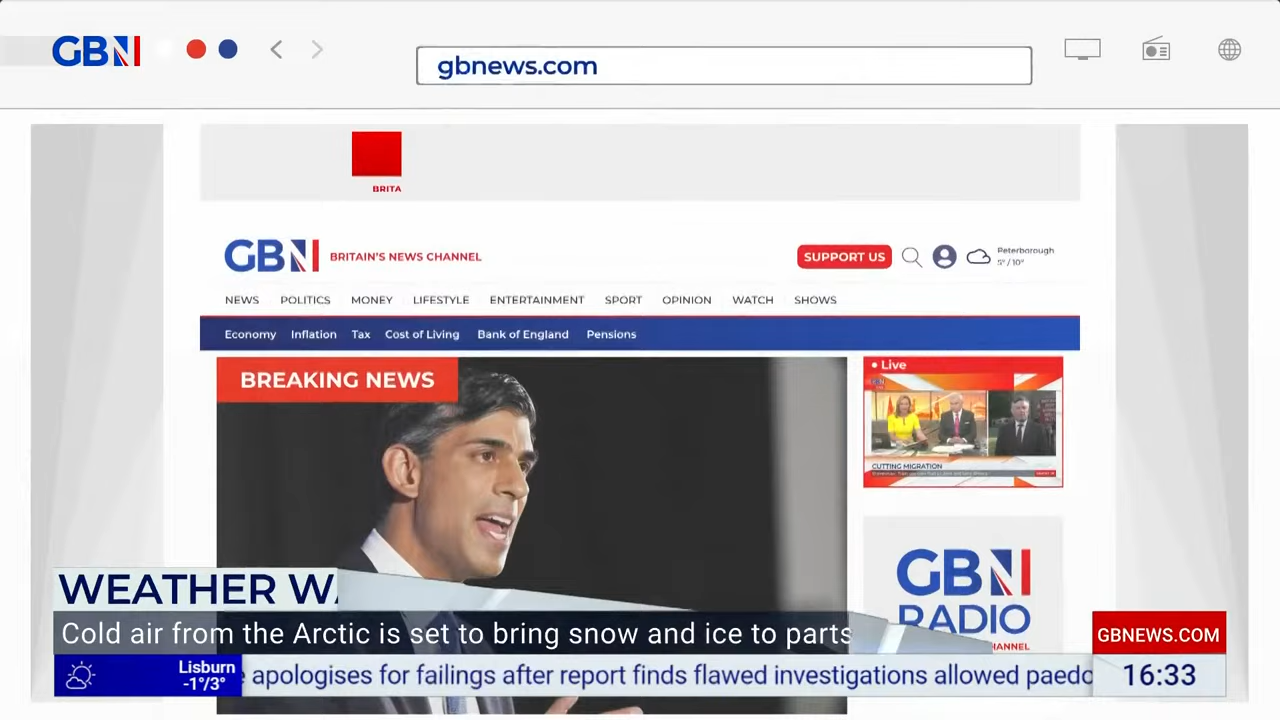 GBN
gbnews.com
BRITA
GBN BRITAIN'S NEWS CHANNEL
SUPPORT US
Peterborough
5° / 10°
NEWS POLITICS MONEY LIFESTYLE ENTERTAINMENT SPORT OPINION WATCH SHOWS
Economy Inflation Tax Cost of Living Bank of England Pensions
BREAKING NEWS
Live
CUTTING MIGRATION
GBN
RADIO
HANNEL
WEATHER WA
Cold air from the Arctic is set to bring snow and ice to parts
GBNEWS.COM
Lisburn
-1°/3°
e apologises for failings after report finds flawed investigations allowed paedo
16:33